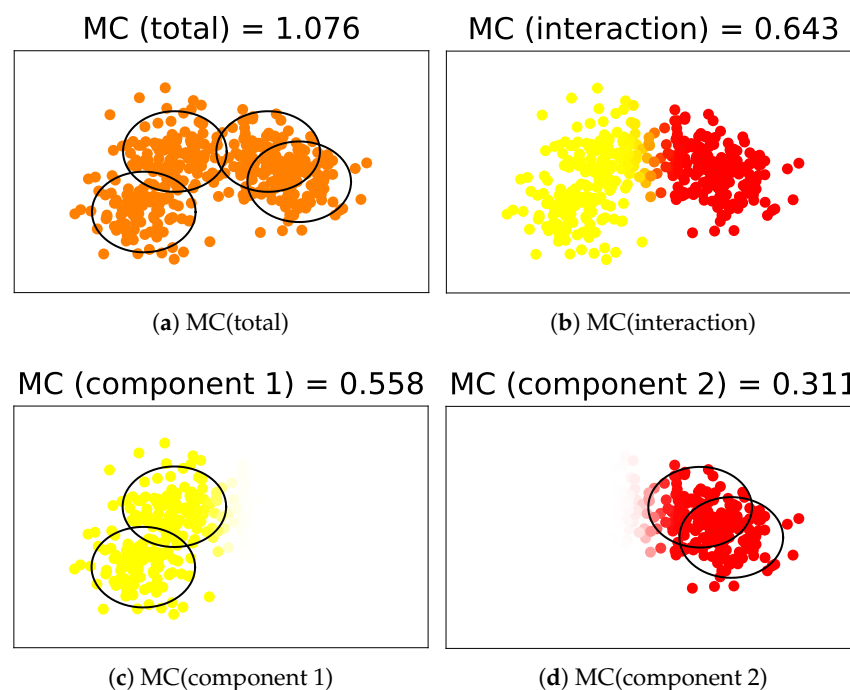 MC (total) = 1.076
MC (interaction) = 0.643
(a) MC(total)
(b) MC(interaction)
MC (component 1) = 0.558
MC (component 2) = 0.311
(c) MC(component 1)
(d) MC(component 2)